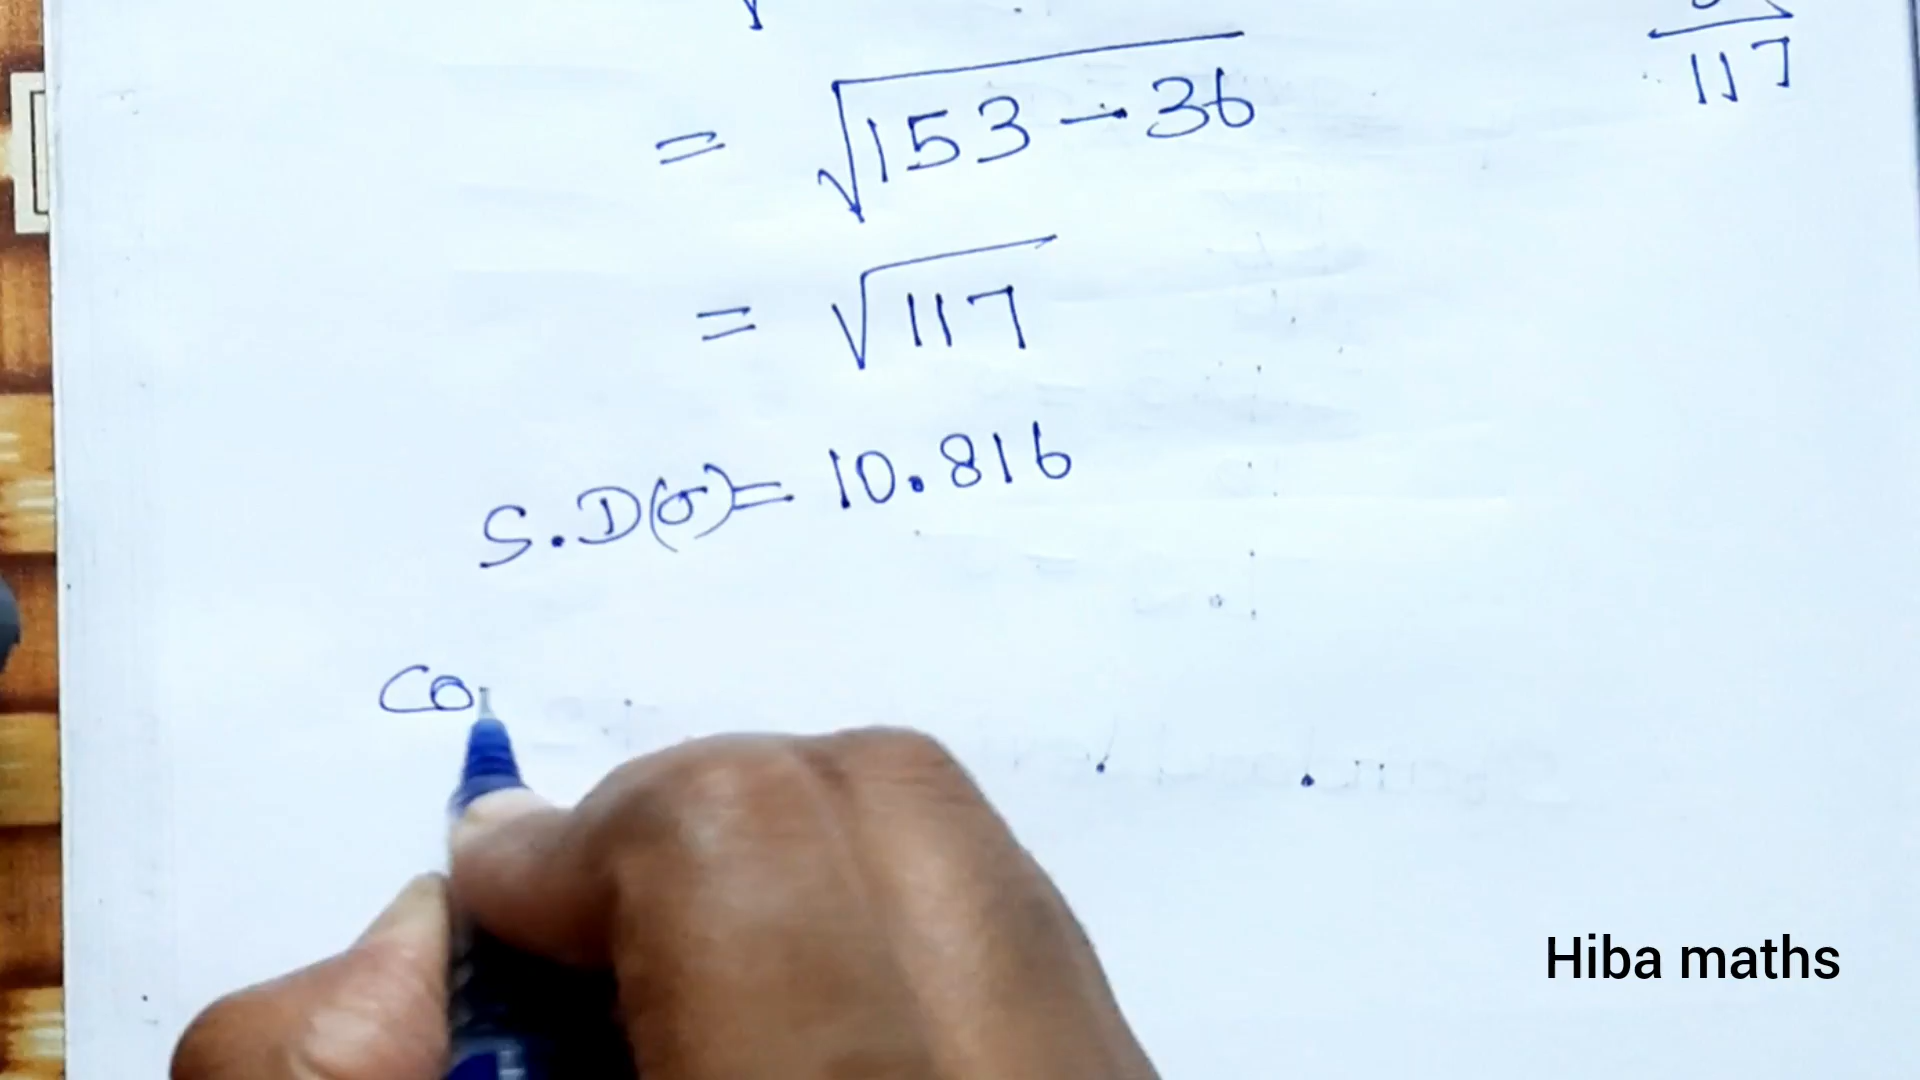 = √153 - 36
117
= √117
S.D(σ) = 10.816
Co
Hiba maths